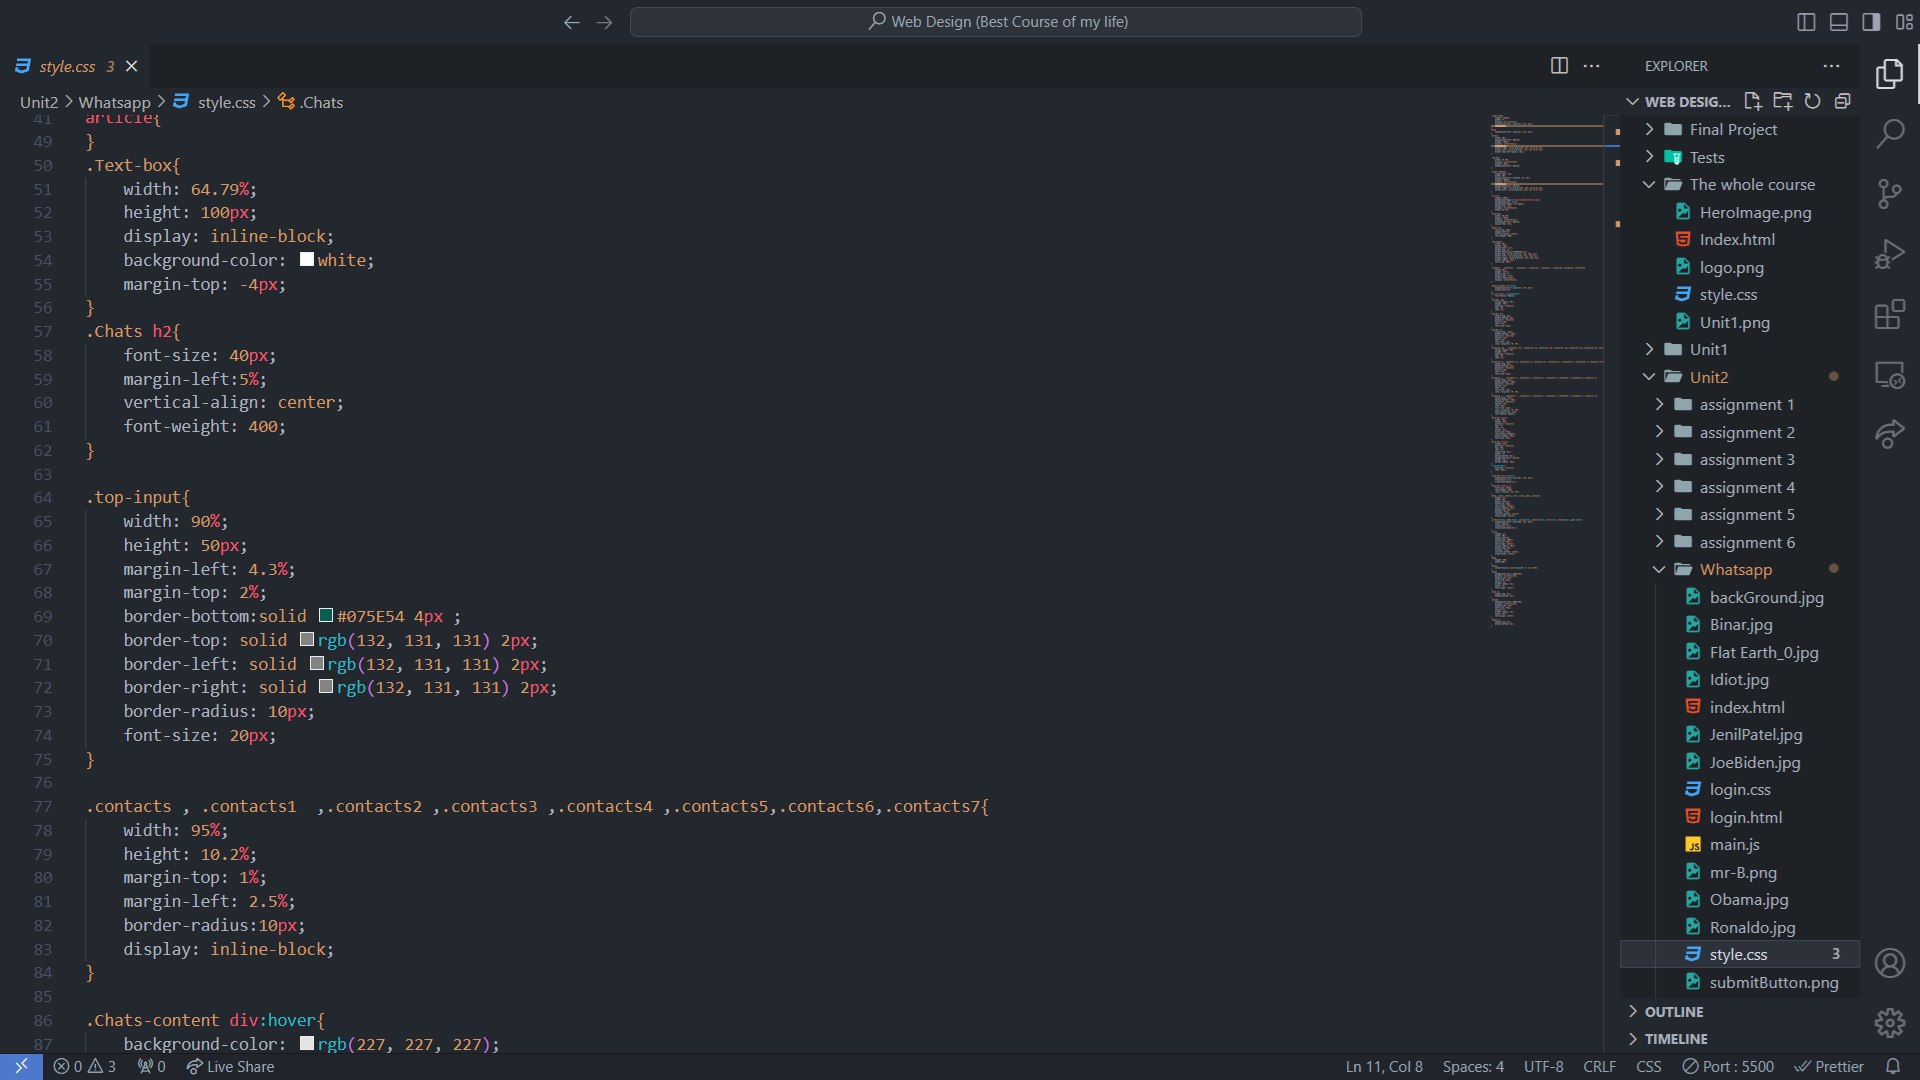 Web Design (Best Course of my life)
style.css 3
EXPLORER
Unit2 > Whatsapp > style.css > .Chats
WEB DESIG...
41 article{
49 }
50 .Text-box{
51 width: 64.79%;
52 height: 100px;
53 display: inline-block;
54 background-color: white;
55 margin-top: -4px;
56 }
57 .Chats h2{
58 font-size: 40px;
59 margin-left:5%;
60 vertical-align: center;
61 font-weight: 400;
62 }
63
64 .top-input{
65 width: 90%;
66 height: 50px;
67 margin-left: 4.3%;
68 margin-top: 2%;
69 border-bottom:solid #075E54 4px ;
70 border-top: solid rgb(132, 131, 131) 2px;
71 border-left: solid rgb(132, 131, 131) 2px;
72 border-right: solid rgb(132, 131, 131) 2px;
73 border-radius: 10px;
74 font-size: 20px;
75 }
76
77 .contacts , .contacts1  ,.contacts2 ,.contacts3 ,.contacts4 ,.contacts5,.contacts6,.contacts7{
78 width: 95%;
79 height: 10.2%;
80 margin-top: 1%;
81 margin-left: 2.5%;
82 border-radius:10px;
83 display: inline-block;
84 }
85
86 .Chats-content div:hover{
87 background-color: rgb(227, 227, 227);
Final Project
Tests
The whole course
HeroImage.png
Index.html
logo.png
style.css
Unit1.png
Unit1
Unit2
assignment 1
assignment 2
assignment 3
assignment 4
assignment 5
assignment 6
Whatsapp
backGround.jpg
Binar.jpg
Flat Earth_0.jpg
Idiot.jpg
index.html
JenilPatel.jpg
JoeBiden.jpg
login.css
login.html
JS main.js
mr-B.png
Obama.jpg
Ronaldo.jpg
style.css 3
submitButton.png
OUTLINE
TIMELINE
0 3 0 Live Share Ln 11, Col 8 Spaces: 4 UTF-8 CRLF CSS Port : 5500 Prettier